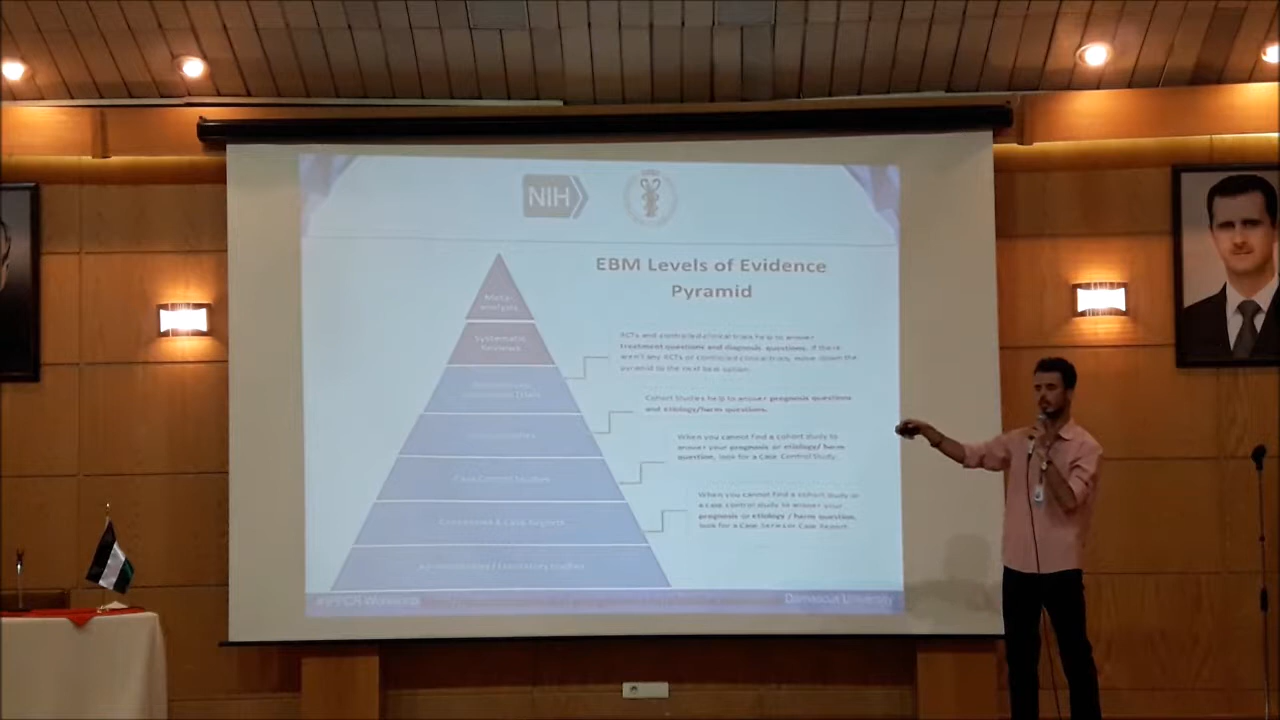 NIH
EBM Levels of Evidence
Pyramid
Meta-
analysis
Systematic
Reviews
Case Control Studies
RCTs and controlled clinical trials help to answer
treatment questions and diagnosis questions. If there
aren't any RCTs or controlled clinical trials, move down the
pyramid to the next best option.
Cohort Studies help to answer prognosis questions
and etiology/harm questions.
When you cannot find a cohort study to
answer your prognosis or etiology/ harm
question, look for a Case Control Study.
When you cannot find a cohort study or
a case control study to answer your
prognosis or etiology / harm question,
look for a Case Series or Case Report.
Damascus University